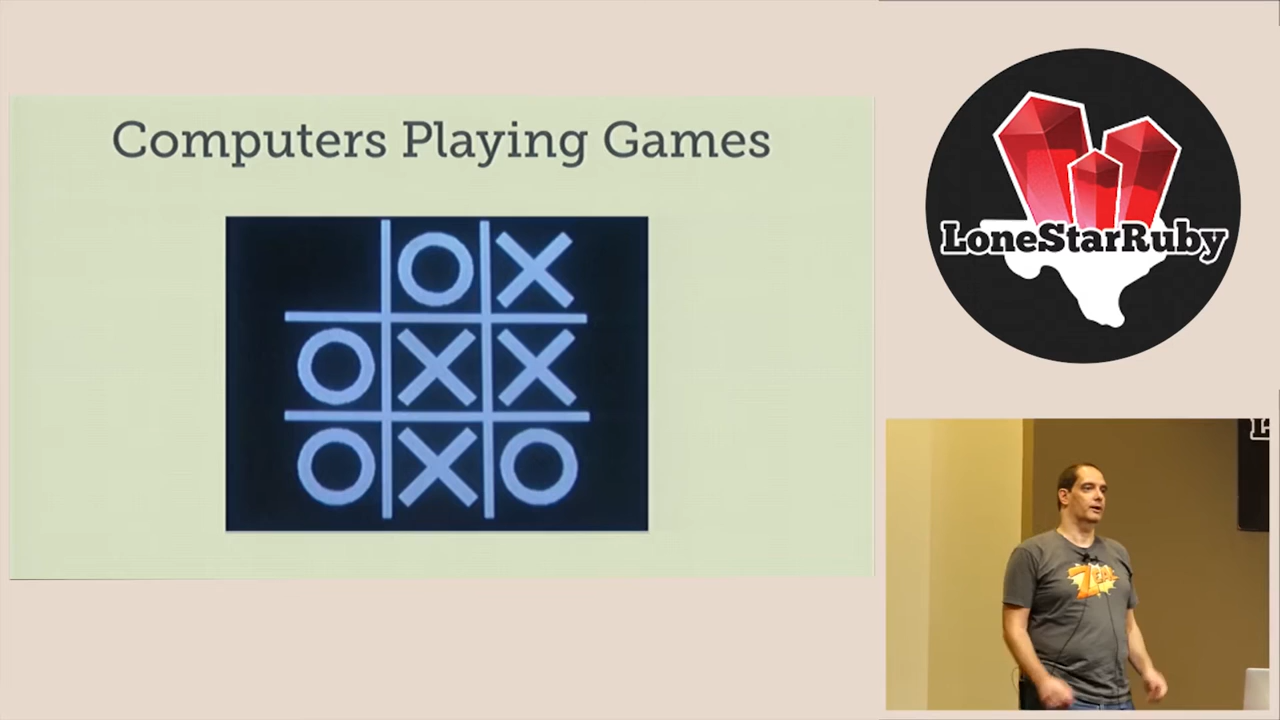 Computers Playing Games
O X
O X X
O X O
LoneStarRuby